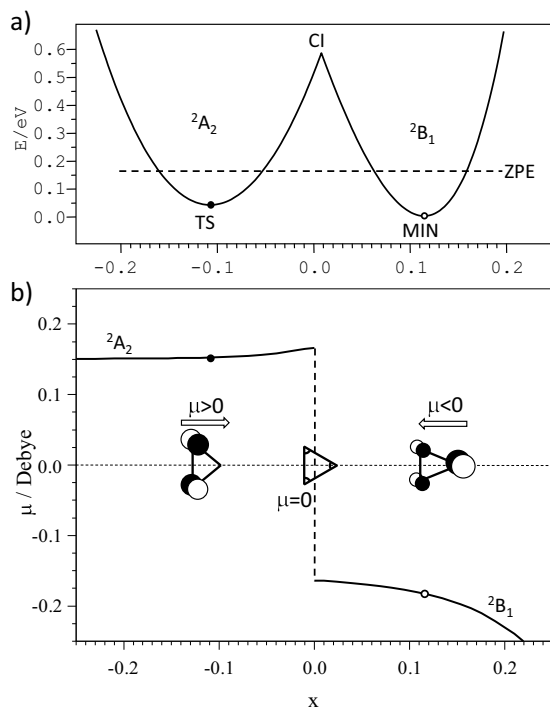 a)
E/eV
0.6
0.5
0.4
0.3
0.2
0.1
0.0
CI
²A₂
²B₁
ZPE
TS
MIN
-0.2
-0.1
0.0
0.1
0.2
b)
μ / Debye
0.2
0.1
0.0
-0.1
-0.2
²A₂
μ>0
μ<0
μ=0
²B₁
-0.2
-0.1
0.0
0.1
0.2
x